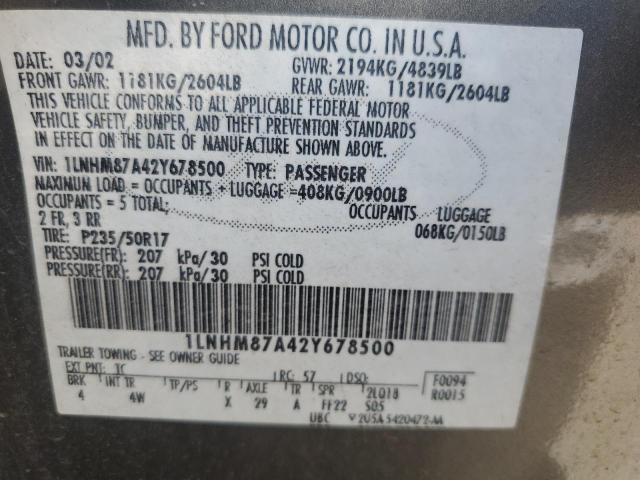 MFD. BY FORD MOTOR CO. IN U.S.A.
DATE: 03/02 GVWR: 2194KG/4839LB
FRONT GAWR: 1181KG/2604LB REAR GAWR: 1181KG/2604LB
THIS VEHICLE CONFORMS TO ALL APPLICABLE FEDERAL MOTOR
VEHICLE SAFETY, BUMPER, AND THEFT PREVENTION STANDARDS
IN EFFECT ON THE DATE OF MANUFACTURE SHOWN ABOVE.
VIN: 1LNHM87A42Y678500 TYPE: PASSENGER
MAXIMUM LOAD = OCCUPANTS + LUGGAGE =408KG/0900LB
OCCUPANTS = 5 TOTAL; OCCUPANTS LUGGAGE
2 FR, 3 RR 068KG/0150LB
TIRE: P235/50R17
PRESSURE(FR): 207 kPa/30 PSI COLD
PRESSURE(RR): 207 kPa/30 PSI COLD
1LNHM87A42Y678500
TRAILER TOWING - SEE OWNER GUIDE
EXT PNT: TC RC: 57 DSO: F0094
BRK INT TR TP/PS R AXLE TR SPR 2L018 R0015
4 4W X 29 A FF22 S05
UBC 2U5A 5420472-AA